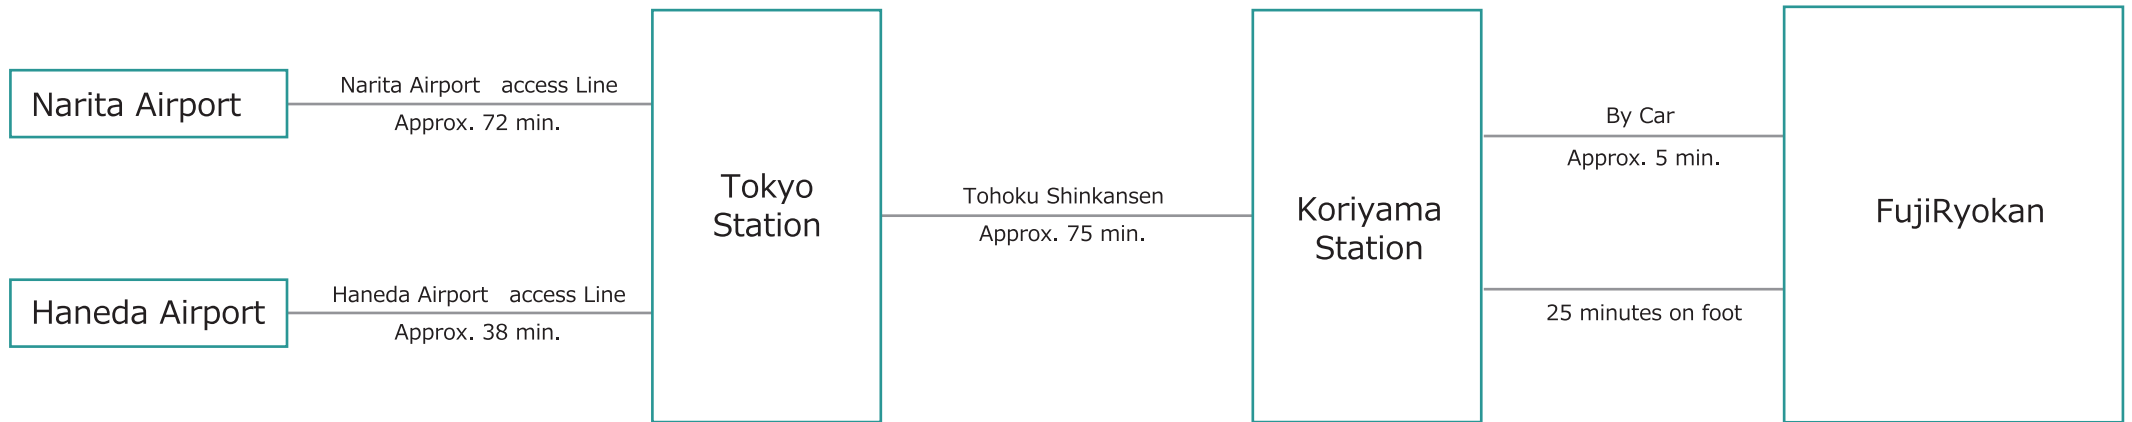 Narita Airport
Narita Airport access Line
Approx. 72 min.
Haneda Airport
Haneda Airport access Line
Approx. 38 min.
Tokyo
Station
Tohoku Shinkansen
Approx. 75 min.
Koriyama
Station
By Car
Approx. 5 min.
25 minutes on foot
FujiRyokan